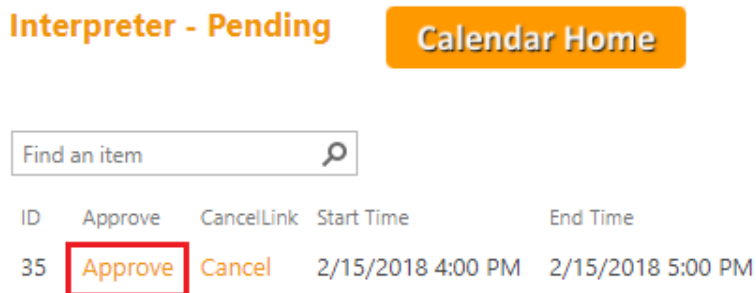 Interpreter - Pending Calendar Home
Find an item
ID Approve CancelLink Start Time End Time
35 Approve Cancel 2/15/2018 4:00 PM 2/15/2018 5:00 PM